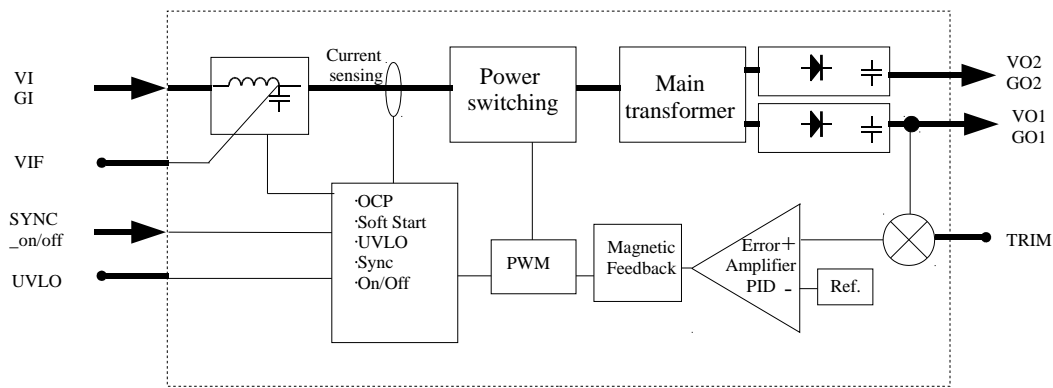 Current
sensing
VI
GI
Power
switching
Main
transformer
VO2
GO2
VO1
GO1
VIF
·OCP
·Soft Start
·UVLO
·Sync
·On/Off
SYNC
_on/off
UVLO
PWM
Magnetic
Feedback
Error+
Amplifier
PID -
Ref.
TRIM